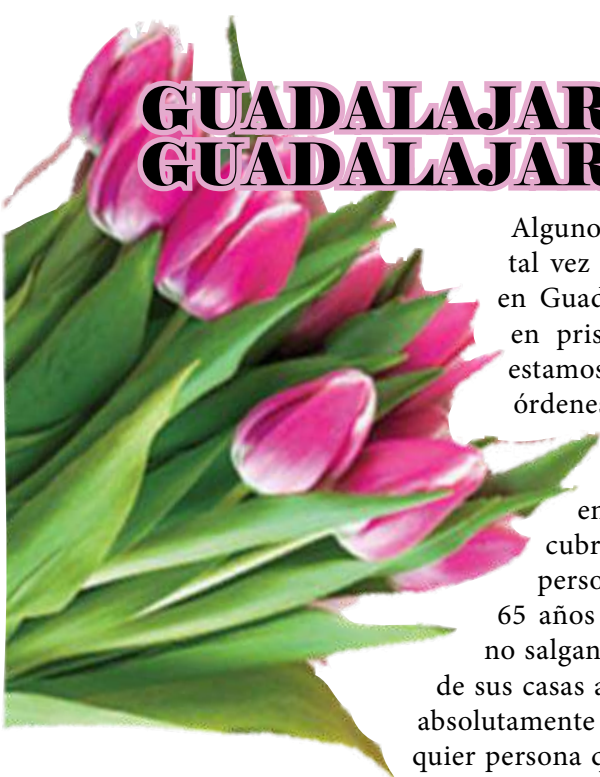 GUADALAJAR
GUADALAJAR
Alguno
tal vez
en Guad
en pris
estamos
órdenes
en
cubr
perso
65 años
no salgan
de sus casas a
absolutamente
quier persona